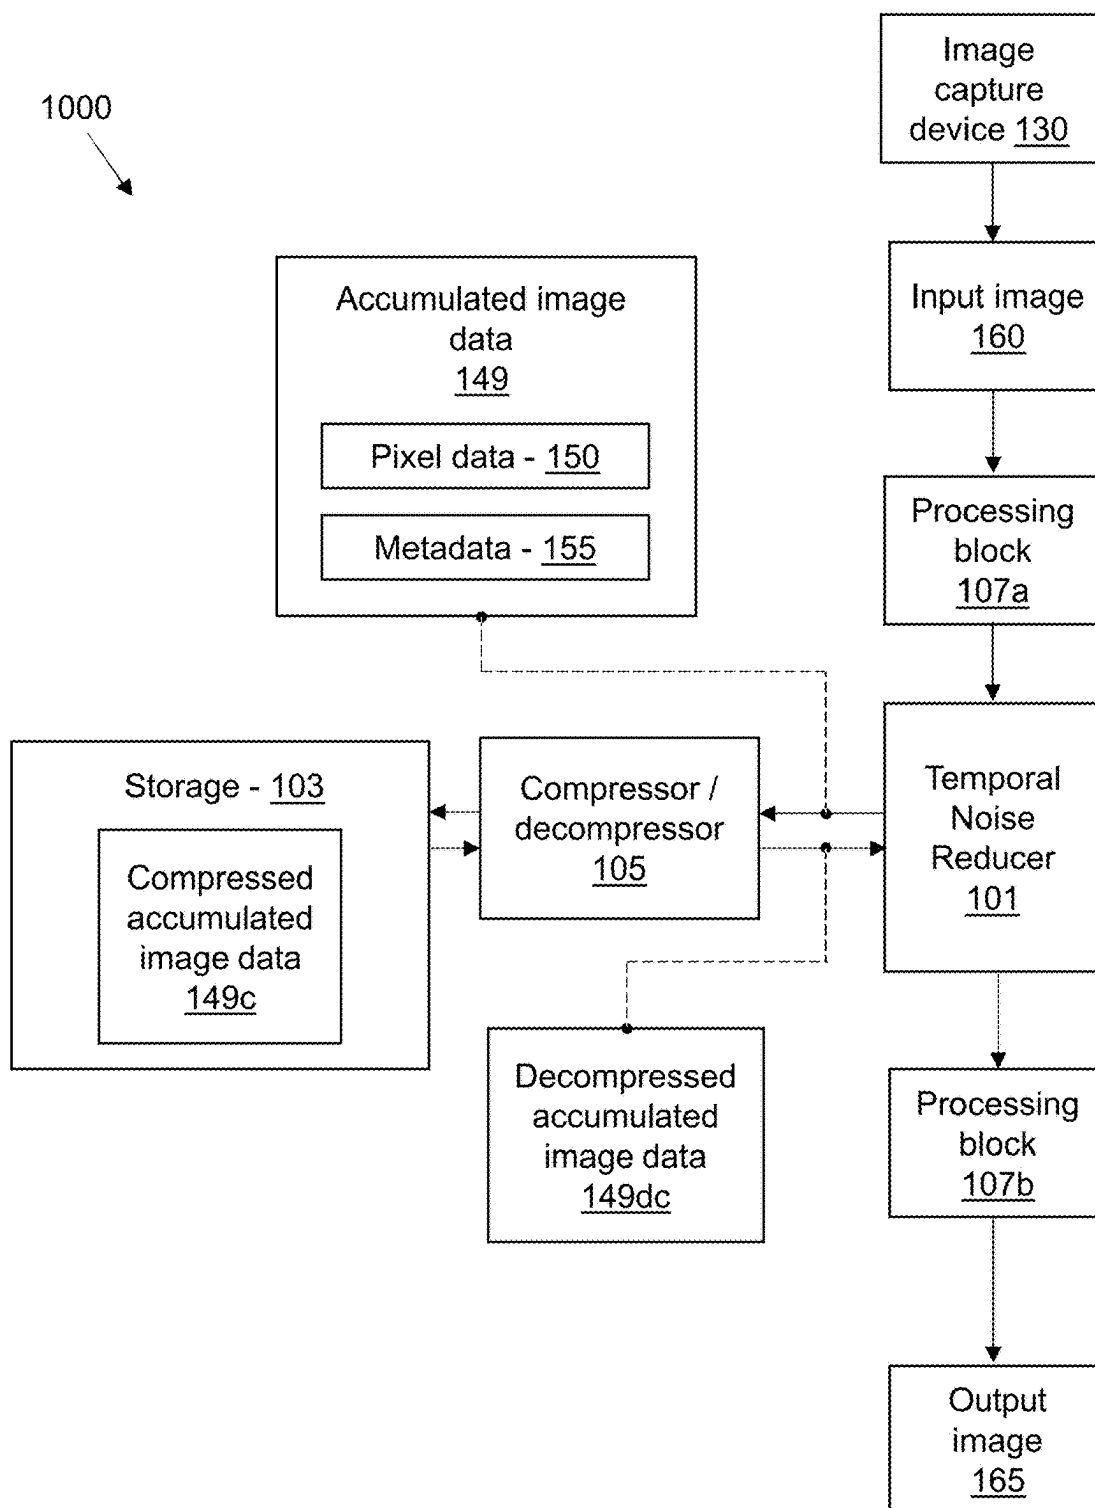 1000
Image
capture
device 130
Input image
160
Accumulated image
data
149
Pixel data - 150
Metadata - 155
Processing
block
107a
Storage - 103
Compressed
accumulated
image data
149c
Compressor /
decompressor
105
Temporal
Noise
Reducer
101
Decompressed
accumulated
image data
149dc
Processing
block
107b
Output
image
165